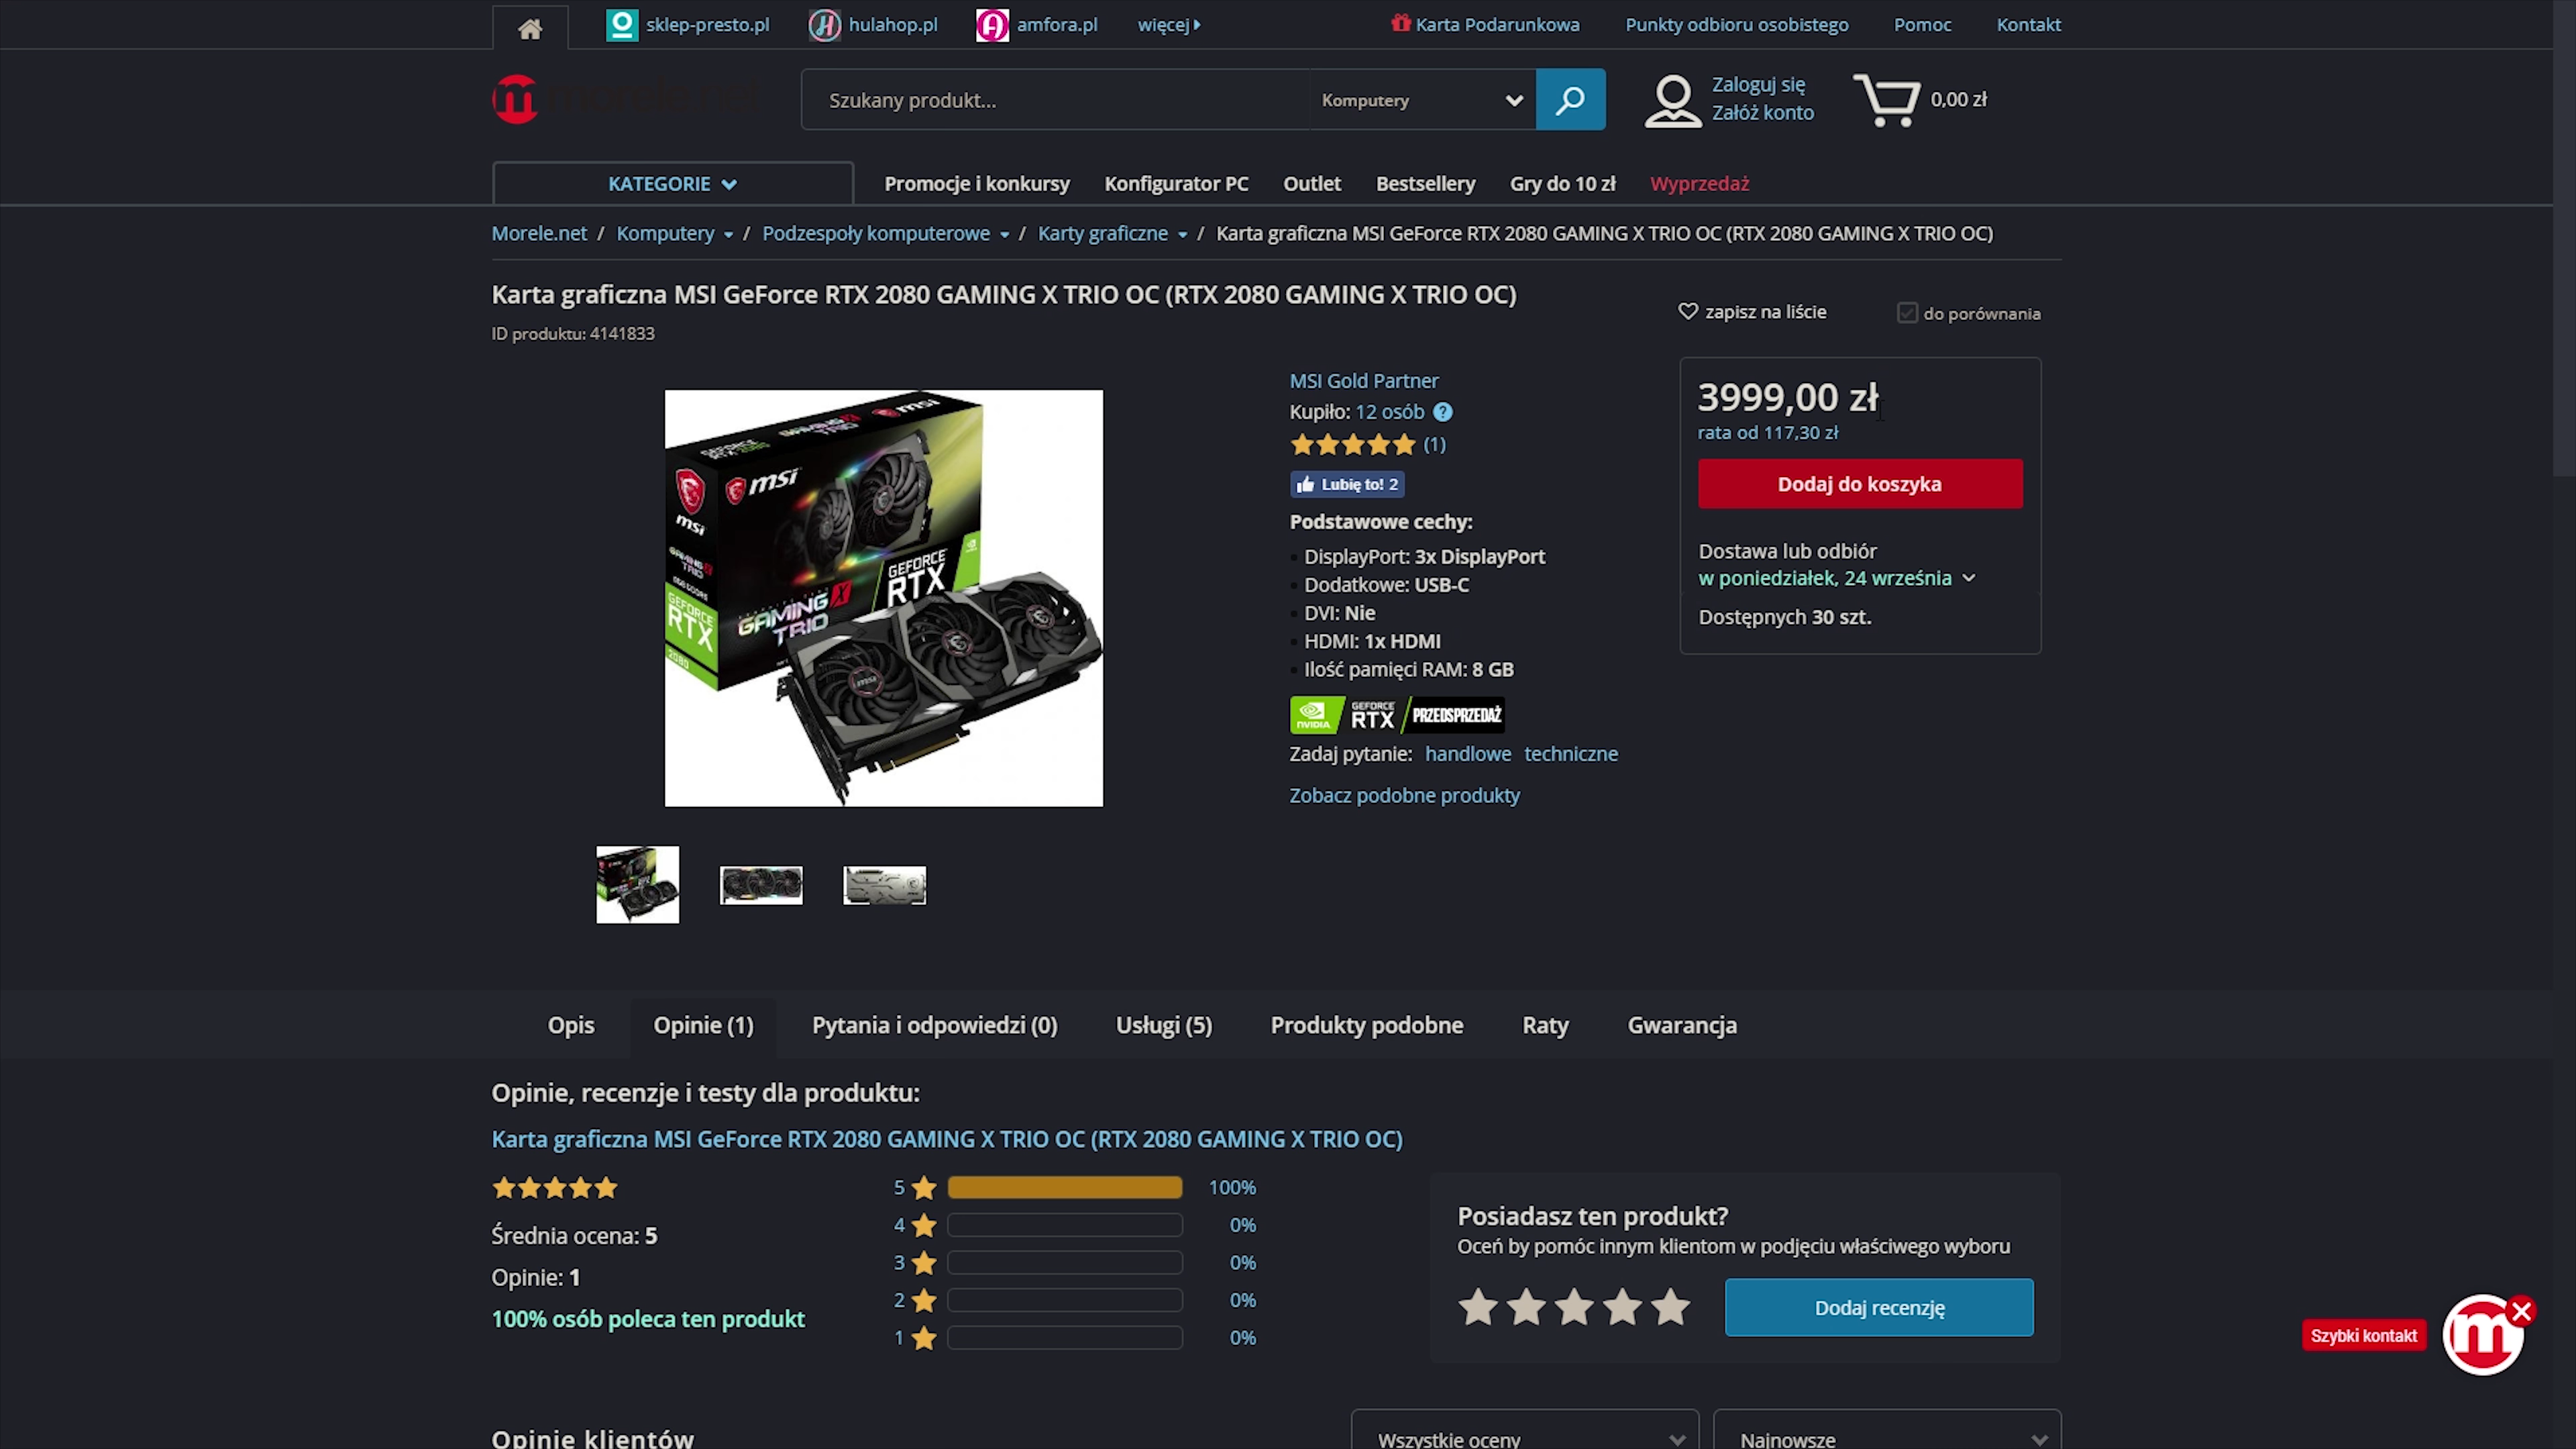 sklep-presto.pl hulahop.pl amfora.pl więcej Karta Podarunkowa Punkty odbioru osobistego Pomoc Kontakt
Szukany produkt... Komputery
Zaloguj się
Załóż konto
0,00 zł
KATEGORIE Promocje i konkursy Konfigurator PC Outlet Bestsellery Gry do 10 zł Wyprzedaż
Morele.net / Komputery / Podzespoły komputerowe / Karty graficzne / Karta graficzna MSI GeForce RTX 2080 GAMING X TRIO OC (RTX 2080 GAMING X TRIO OC)
Karta graficzna MSI GeForce RTX 2080 GAMING X TRIO OC (RTX 2080 GAMING X TRIO OC)
ID produktu: 4141833
zapisz na liście do porównania
msi
msi
msi
GEFORCE
RTX
GAMING X
TRIO
GEFORCE
RTX
2080
msi
MSI Gold Partner
Kupiło: 12 osób ?
(1)
Lubię to! 2
Podstawowe cechy:
DisplayPort: 3x DisplayPort
Dodatkowe: USB-C
DVI: Nie
HDMI: 1x HDMI
Ilość pamięci RAM: 8 GB
NVIDIA GEFORCE RTX PRZEDSPRZEDAŻ
Zadaj pytanie: handlowe techniczne
Zobacz podobne produkty
3999,00 zł
rata od 117,30 zł
Dodaj do koszyka
Dostawa lub odbiór
w poniedziałek, 24 września
Dostępnych 30 szt.
Opis Opinie (1) Pytania i odpowiedzi (0) Usługi (5) Produkty podobne Raty Gwarancja
Opinie, recenzje i testy dla produktu:
Karta graficzna MSI GeForce RTX 2080 GAMING X TRIO OC (RTX 2080 GAMING X TRIO OC)
Średnia ocena: 5
Opinie: 1
100% osób poleca ten produkt
5 100%
4 0%
3 0%
2 0%
1 0%
Posiadasz ten produkt?
Oceń by pomóc innym klientom w podjęciu właściwego wyboru
Dodaj recenzję
Szybki kontakt
Opinie klientów Wszystkie oceny Najnowsze